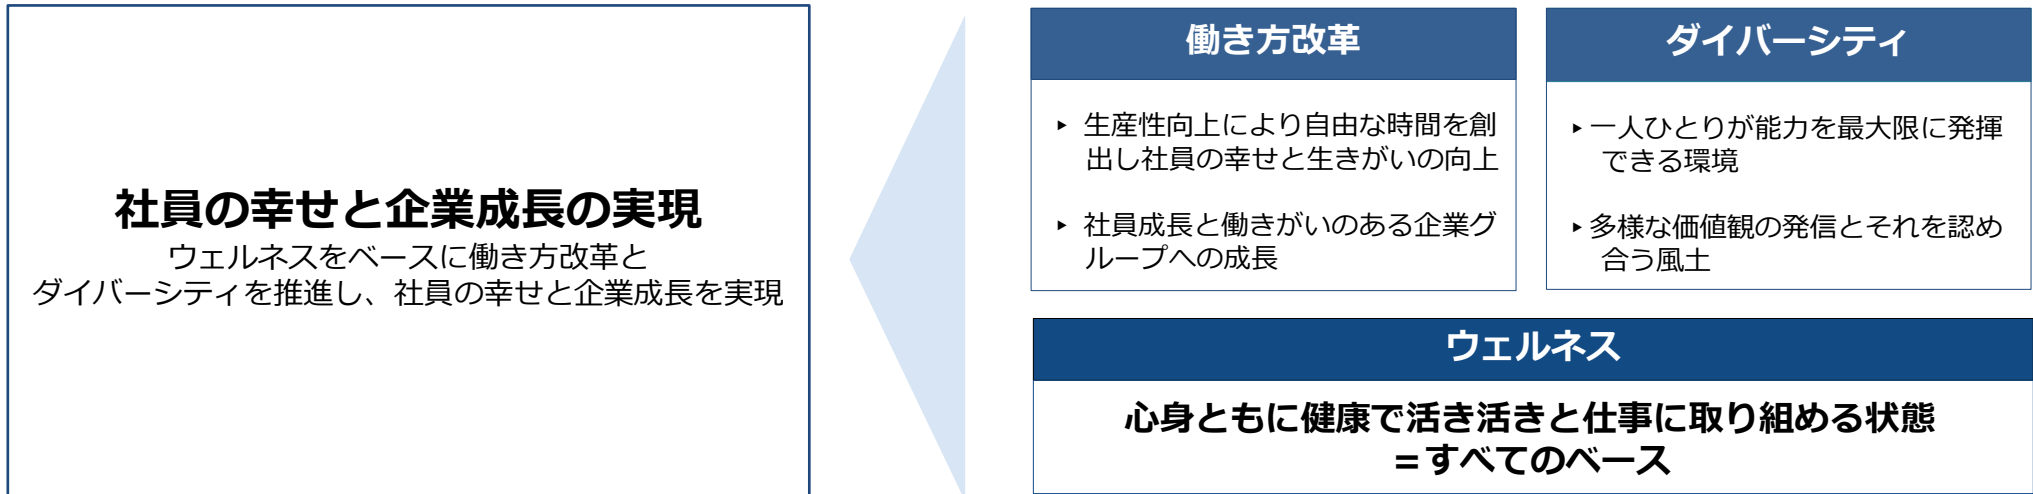 社員の幸せと企業成長の実現
ウェルネスをベースに働き方改革と
ダイバーシティを推進し、社員の幸せと企業成長を実現
働き方改革
▸ 生産性向上により自由な時間を創
出し社員の幸せと生きがいの向上
▸ 社員成長と働きがいのある企業グ
ループへの成長
ダイバーシティ
▸一人ひとりが能力を最大限に発揮
できる環境
▸多様な価値観の発信とそれを認め
合う風土
ウェルネス
心身ともに健康で活き活きと仕事に取り組める状態
＝すべてのベース